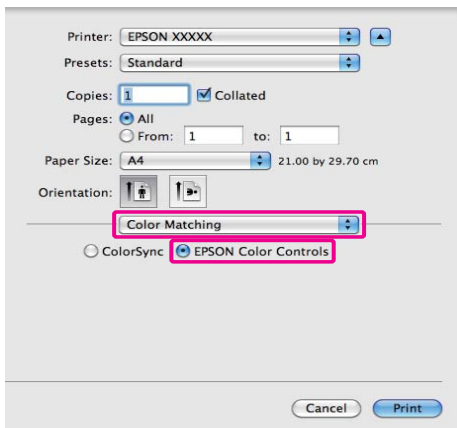 Printer: EPSON XXXXX
Presets: Standard
Copies: 1 Collated
Pages: All
From: 1 to: 1
Paper Size: A4 21.00 by 29.70 cm
Orientation:
Color Matching
ColorSync EPSON Color Controls
Cancel Print